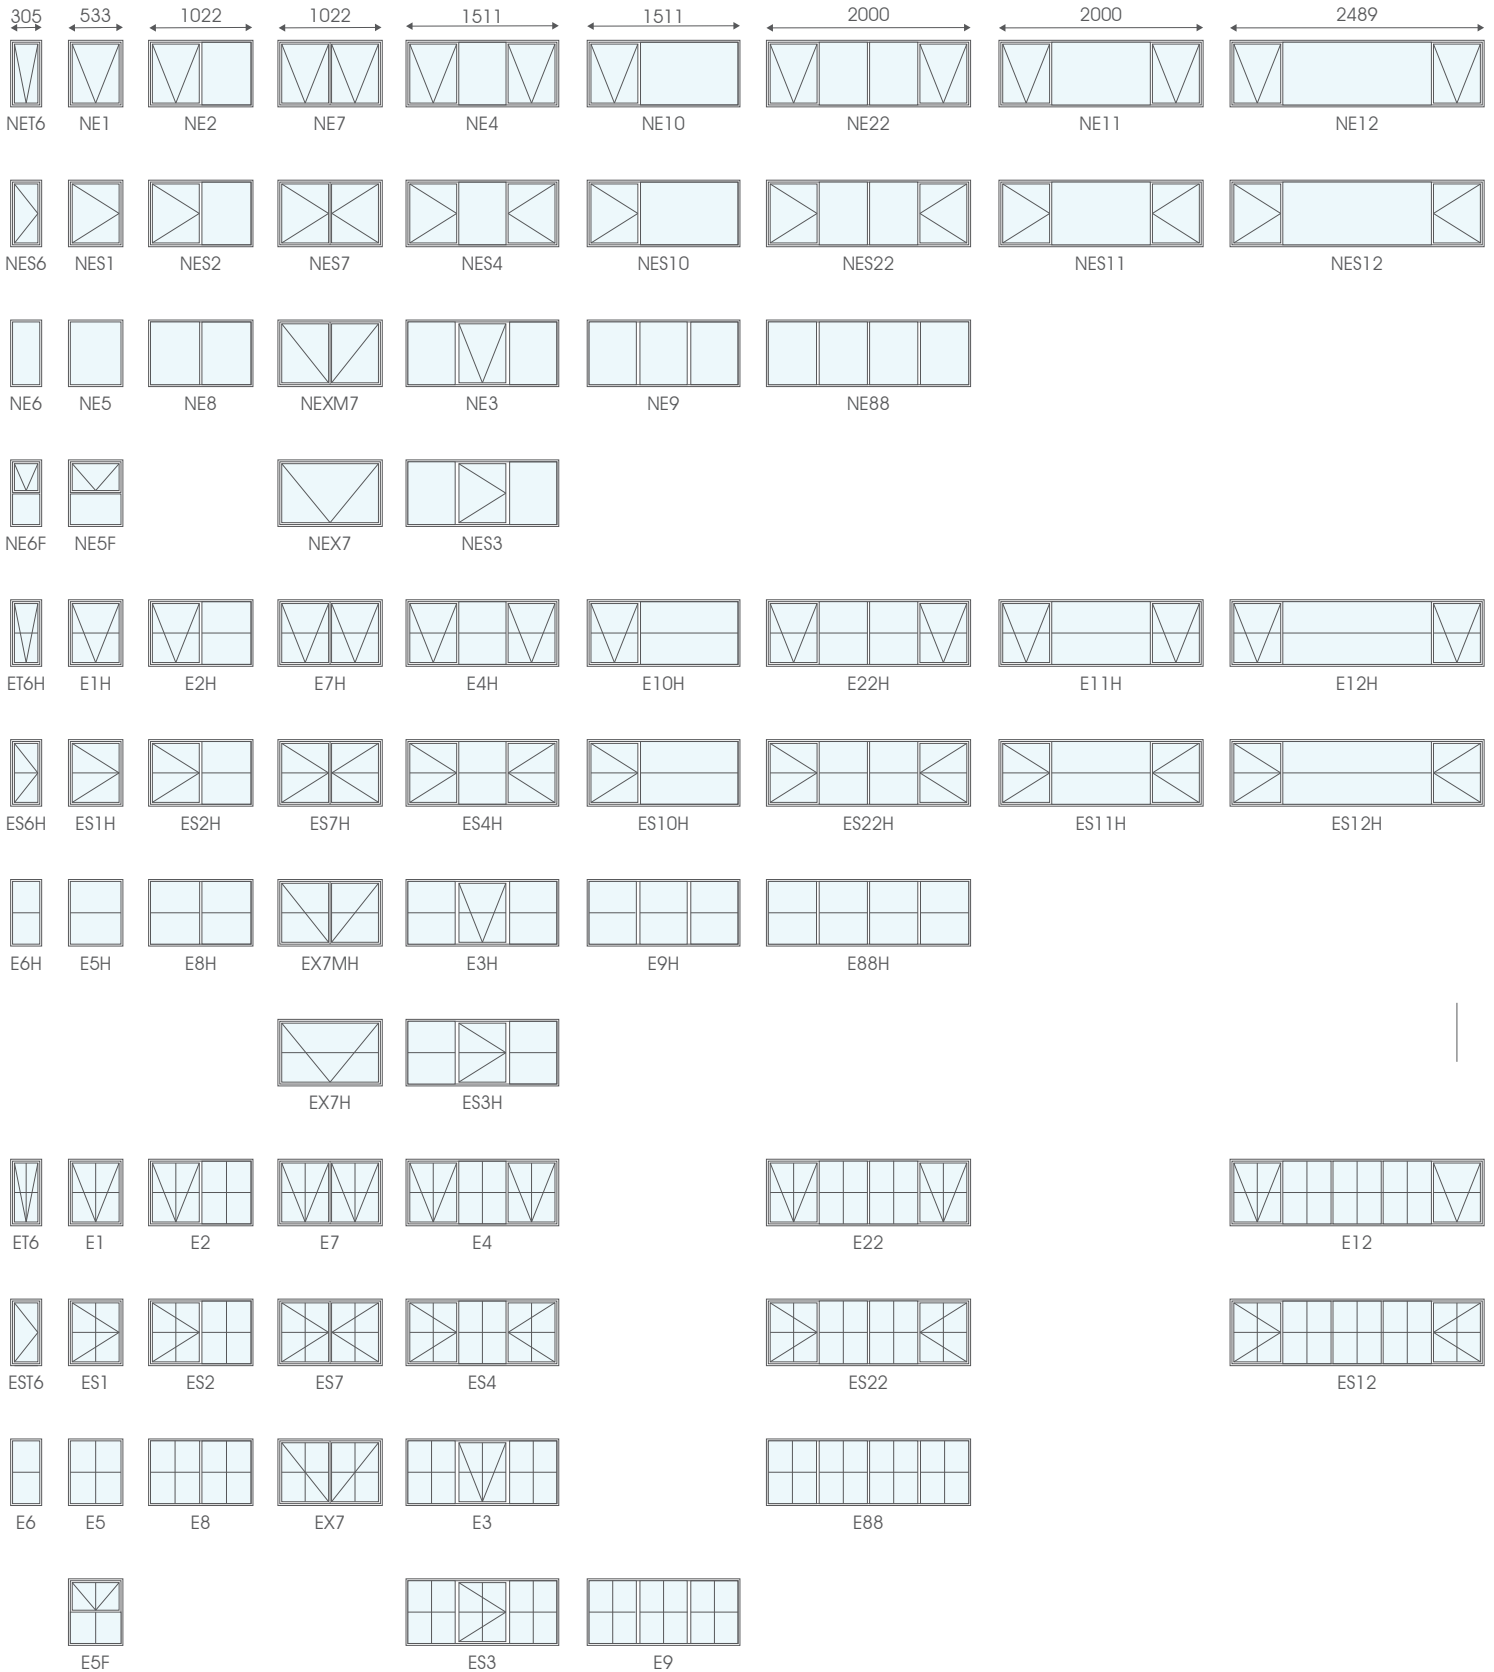 305 533 1022 1022 1511 1511 2000 2000 2489
NET6 NE1 NE2 NE7 NE4 NE10 NE22 NE11 NE12
NES6 NES1 NES2 NES7 NES4 NES10 NES22 NES11 NES12
NE6 NE5 NE8 NEXM7 NE3 NE9 NE88
NE6F NE5F NEX7 NES3
ET6H E1H E2H E7H E4H E10H E22H E11H E12H
ES6H ES1H ES2H ES7H ES4H ES10H ES22H ES11H ES12H
E6H E5H E8H EX7MH E3H E9H E88H
EX7H ES3H
ET6 E1 E2 E7 E4 E22 E12
EST6 ES1 ES2 ES7 ES4 ES22 ES12
E6 E5 E8 EX7 E3 E88
E5F ES3 E9